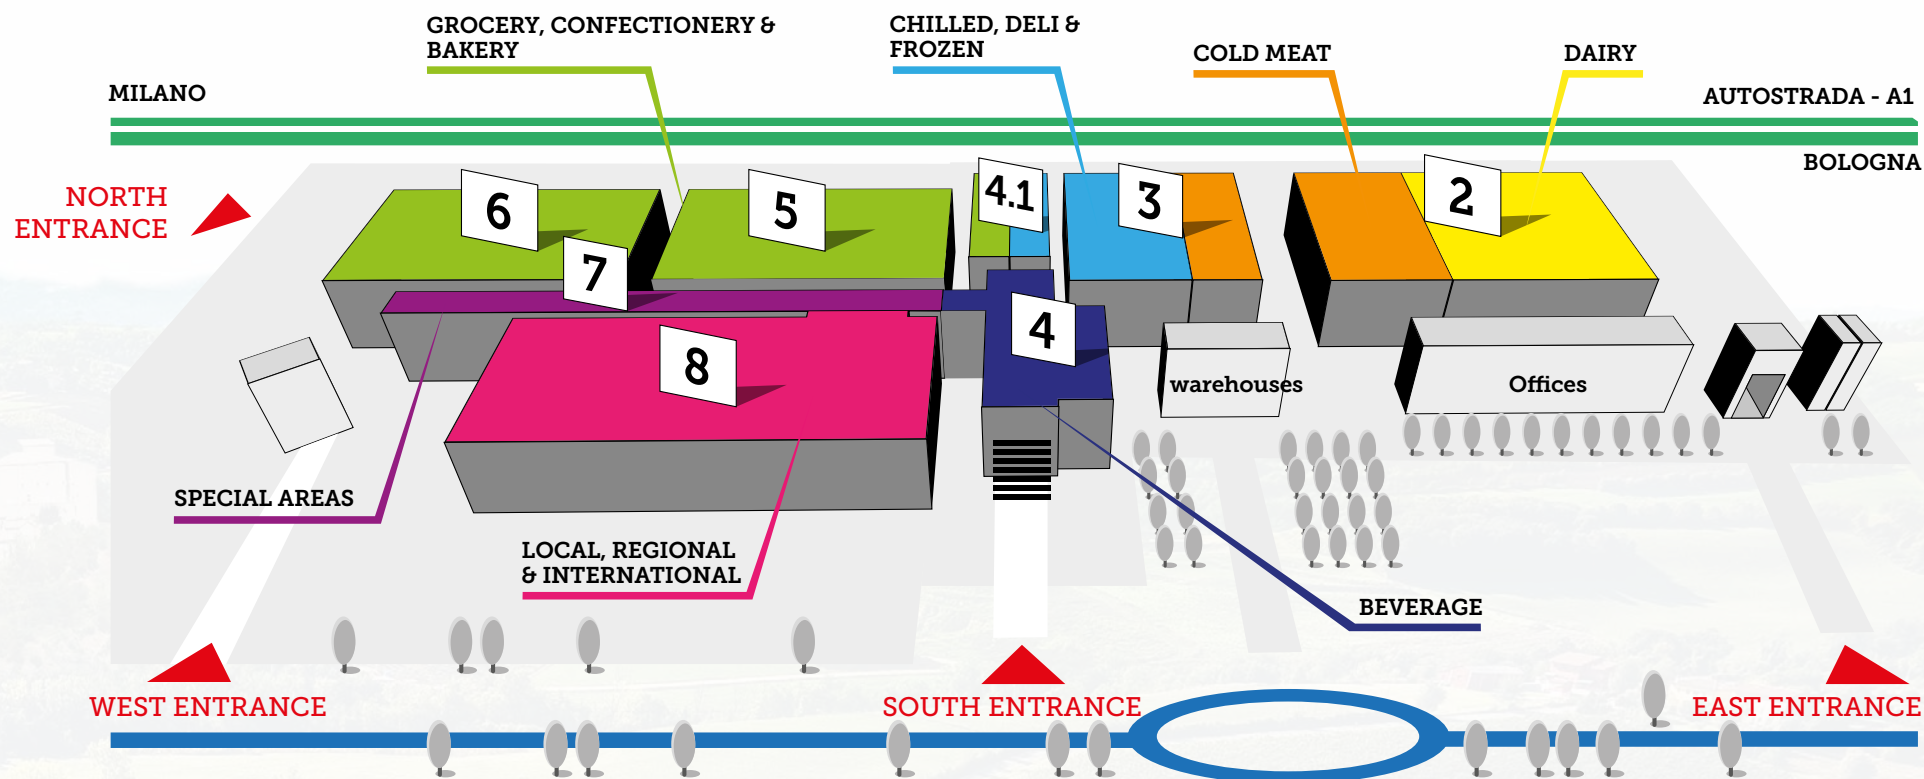 GROCERY, CONFECTIONERY &
BAKERY
CHILLED, DELI &
FROZEN
COLD MEAT
DAIRY
MILANO
AUTOSTRADA - A1
BOLOGNA
NORTH
ENTRANCE
6
5
4.1
3
2
7
4
8
warehouses
Offices
SPECIAL AREAS
LOCAL, REGIONAL
& INTERNATIONAL
BEVERAGE
WEST ENTRANCE
SOUTH ENTRANCE
EAST ENTRANCE